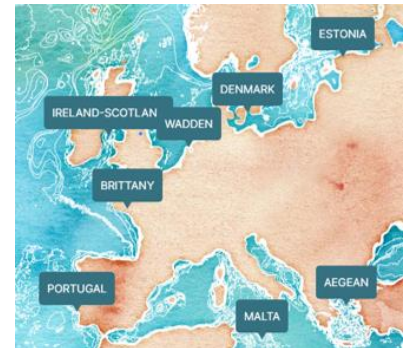 ESTONIA
DENMARK
IRELAND-SCOTLAN
WADDEN
BRITTANY
PORTUGAL
AEGEAN
MALTA